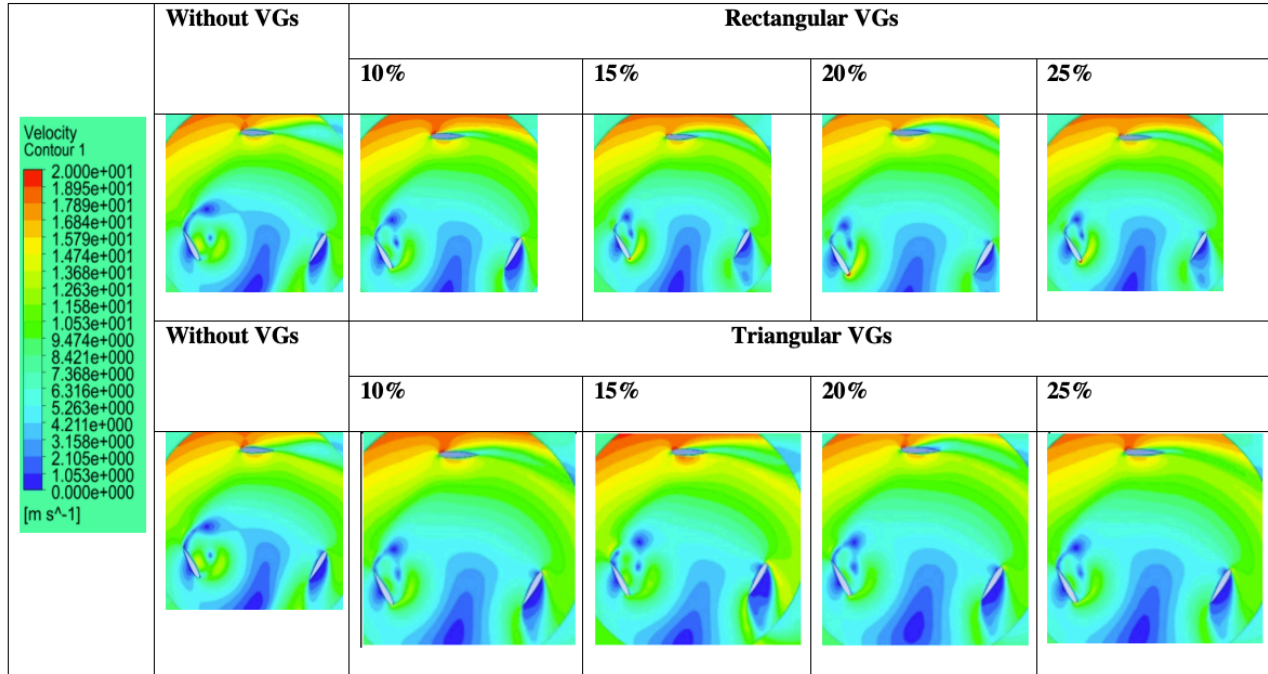 Without VGs
Rectangular VGs
10%
15%
20%
25%
Velocity
Contour 1
2.000e+001
1.895e+001
1.789e+001
1.684e+001
1.579e+001
1.474e+001
1.368e+001
1.263e+001
1.158e+001
1.053e+001
9.474e+000
8.421e+000
7.368e+000
6.316e+000
5.263e+000
4.211e+000
3.158e+000
2.105e+000
1.053e+000
0.000e+000
[m s^-1]
Without VGs
Triangular VGs
10%
15%
20%
25%